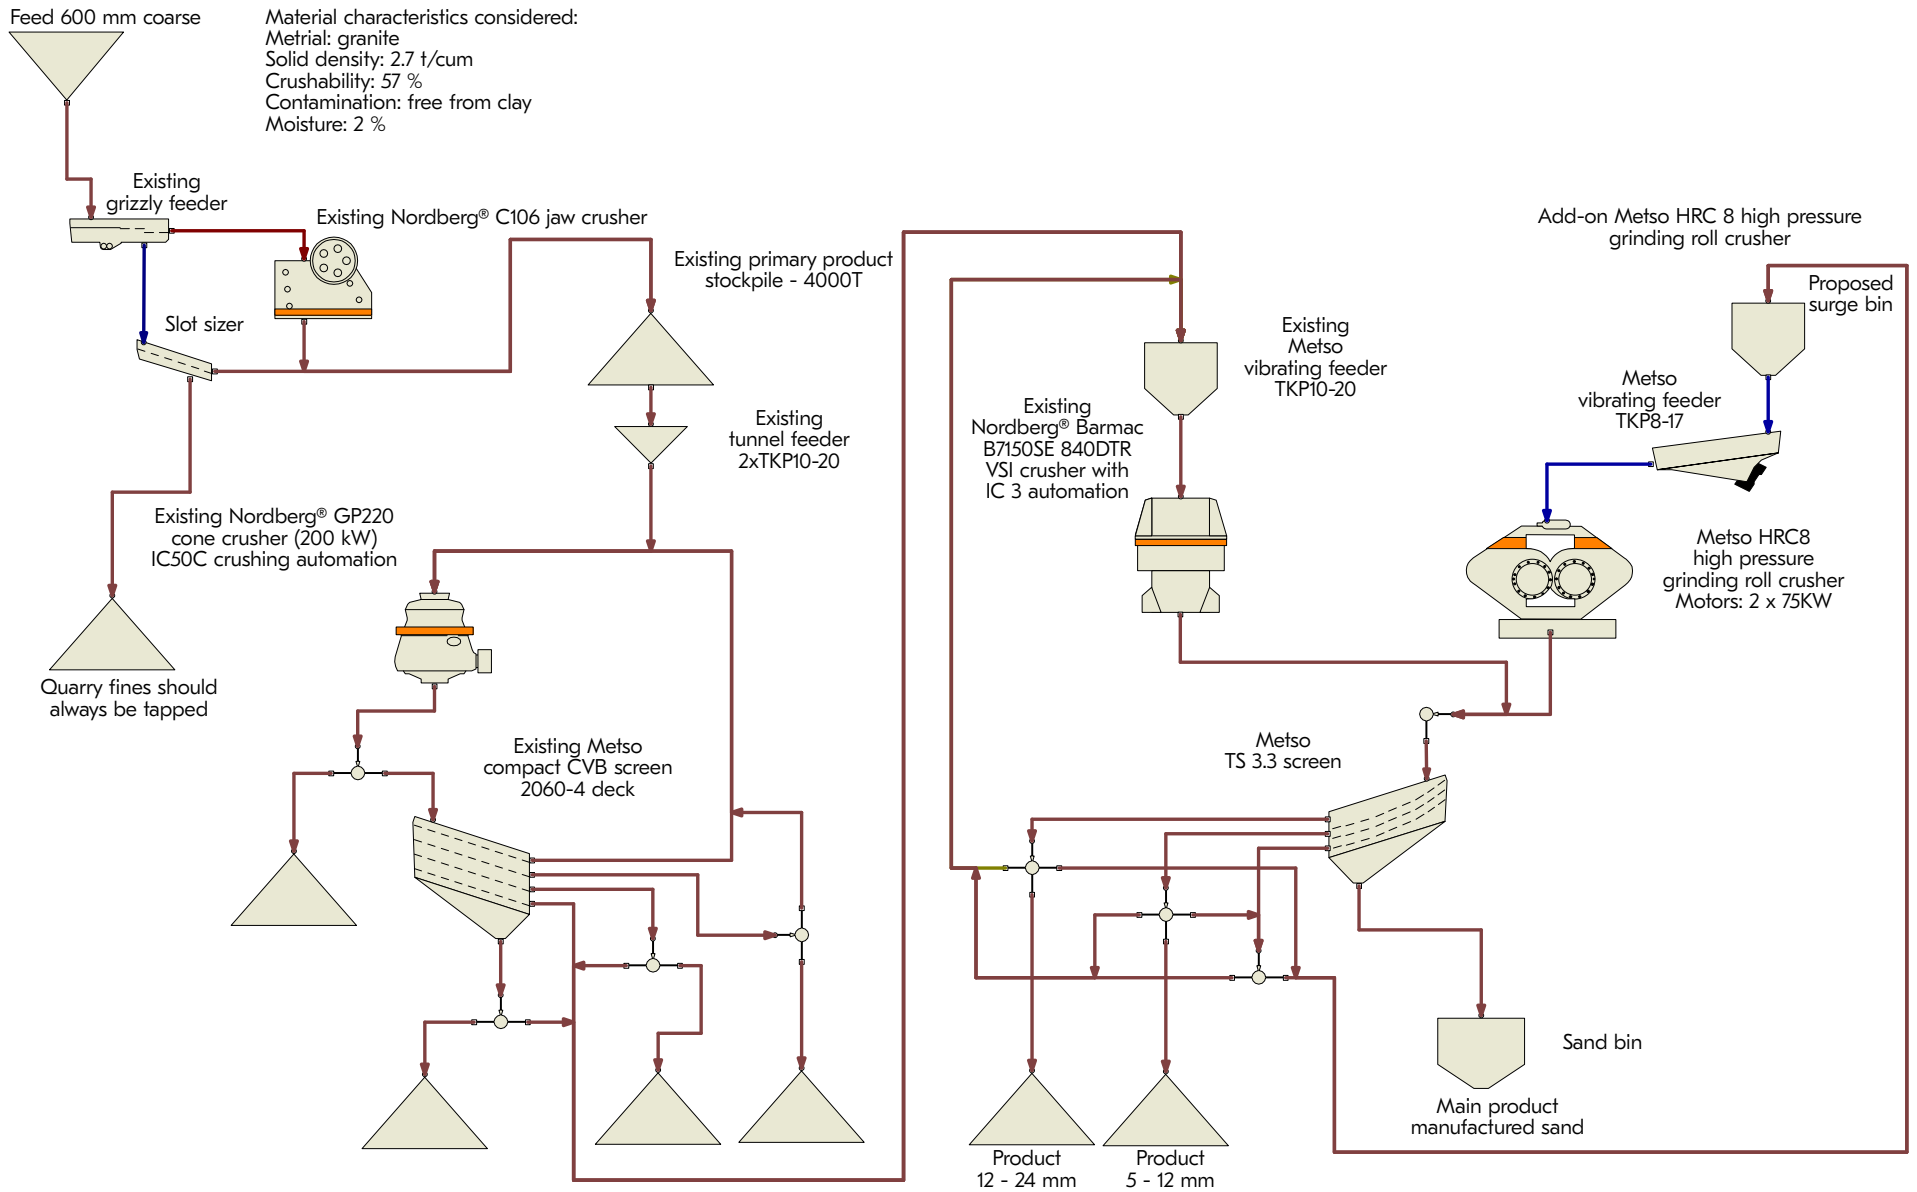 Feed 600 mm coarse
Material characteristics considered:
Metrial: granite
Solid density: 2.7 t/cum
Crushability: 57 %
Contamination: free from clay
Moisture: 2 %
Existing
grizzly feeder
Existing Nordberg® C106 jaw crusher
Slot sizer
Existing primary product
stockpile - 4000T
Existing
tunnel feeder
2xTKP10-20
Existing Nordberg® GP220
cone crusher (200 kW)
IC50C crushing automation
Quarry fines should
always be tapped
Existing Metso
compact CVB screen
2060-4 deck
Existing
Metso
vibrating feeder
TKP10-20
Existing
Nordberg® Barmac
B7150SE 840DTR
VSI crusher with
IC 3 automation
Add-on Metso HRC 8 high pressure
grinding roll crusher
Proposed
surge bin
Metso
vibrating feeder
TKP8-17
Metso HRC8
high pressure
grinding roll crusher
Motors: 2 x 75KW
Metso
TS 3.3 screen
Sand bin
Main product
manufactured sand
Product
12 - 24 mm
Product
5 - 12 mm